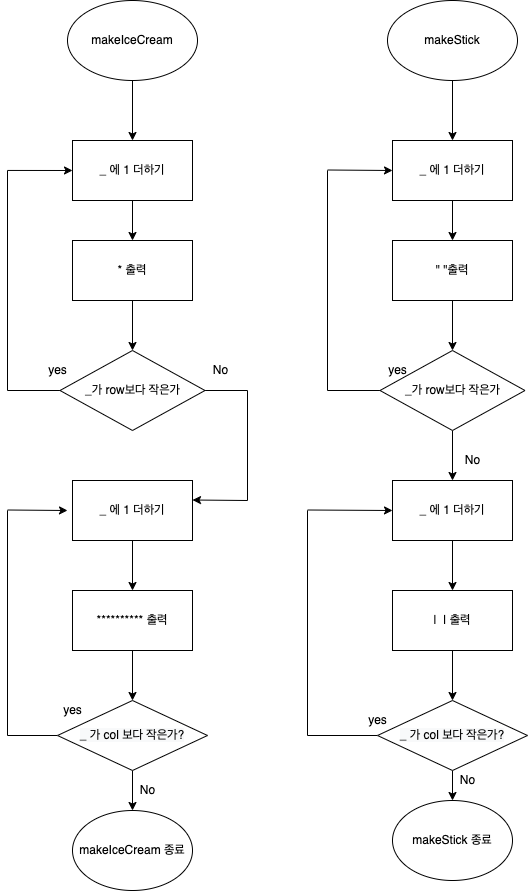 makeIceCream
_ 에 1 더하기
* 출력
yes
No
_가 row보다 작은가
_ 에 1 더하기
********** 출력
yes
_ 가 col 보다 작은가?
No
makeIceCream 종료
makeStick
_ 에 1 더하기
" "출력
yes
_가 row보다 작은가
No
_ 에 1 더하기
| | 출력
yes
_ 가 col 보다 작은가?
No
makeStick 종료